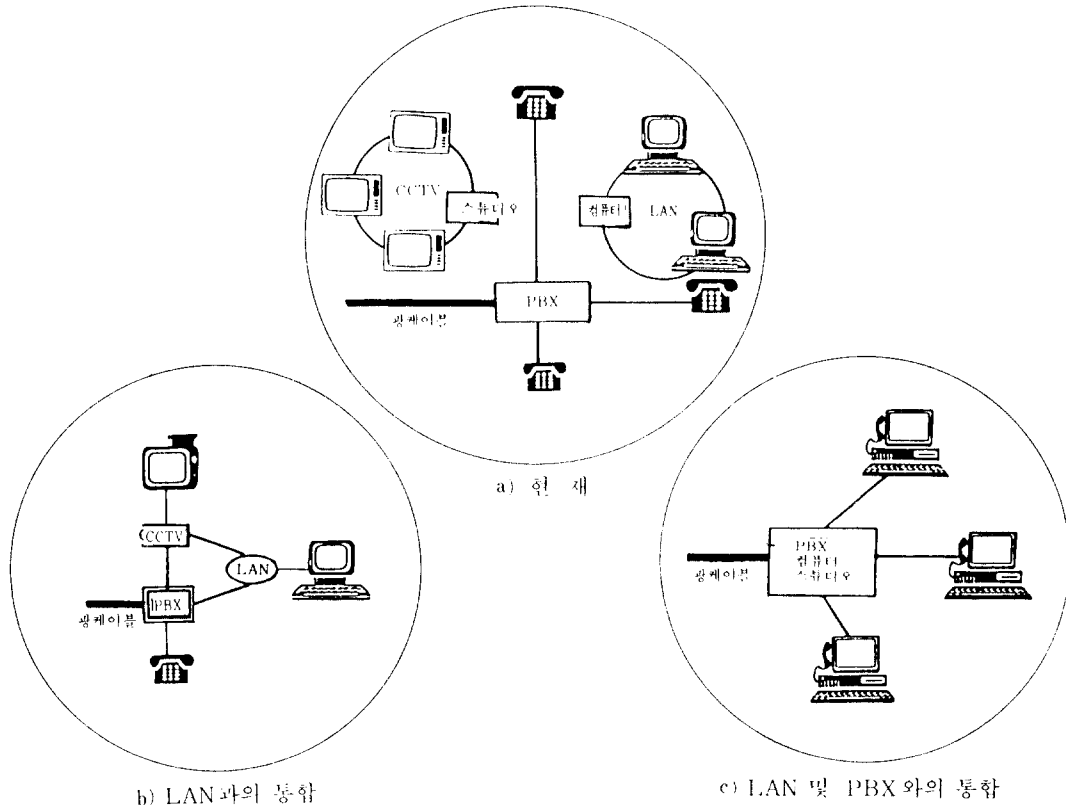 CCTV
스튜디오
컴퓨터
LAN
PBX
광케이블
a) 현 재
CCTV
LAN
PBX
광케이블
b) LAN과의 통합
PBX
컴퓨터
스튜디오
광케이블
c) LAN 및 PBX와의 통합